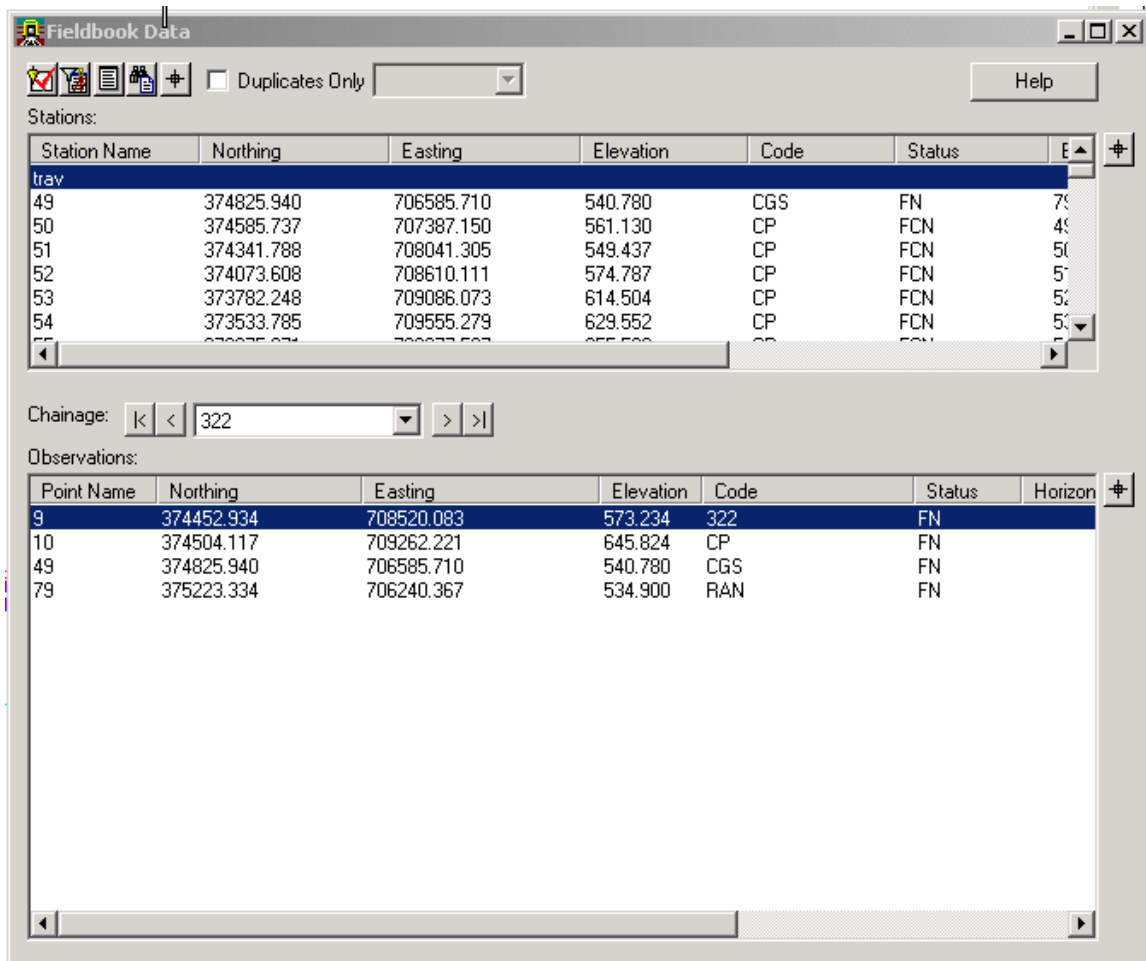 Fieldbook Data
Duplicates Only Help
Stations:
Station Name Northing Easting Elevation Code Status
trav
49 374825.940 706585.710 540.780 CGS FN
50 374585.737 707387.150 561.130 CP FCN
51 374341.788 708041.305 549.437 CP FCN
52 374073.608 708610.111 574.787 CP FCN
53 373782.248 709086.073 614.504 CP FCN
54 373533.785 709555.279 629.552 CP FCN
Chainage: |< < 322 > >|
Observations:
Point Name Northing Easting Elevation Code Status Horizon
9 374452.934 708520.083 573.234 322 FN
10 374504.117 709262.221 645.824 CP FN
49 374825.940 706585.710 540.780 CGS FN
79 375223.334 706240.367 534.900 RAN FN